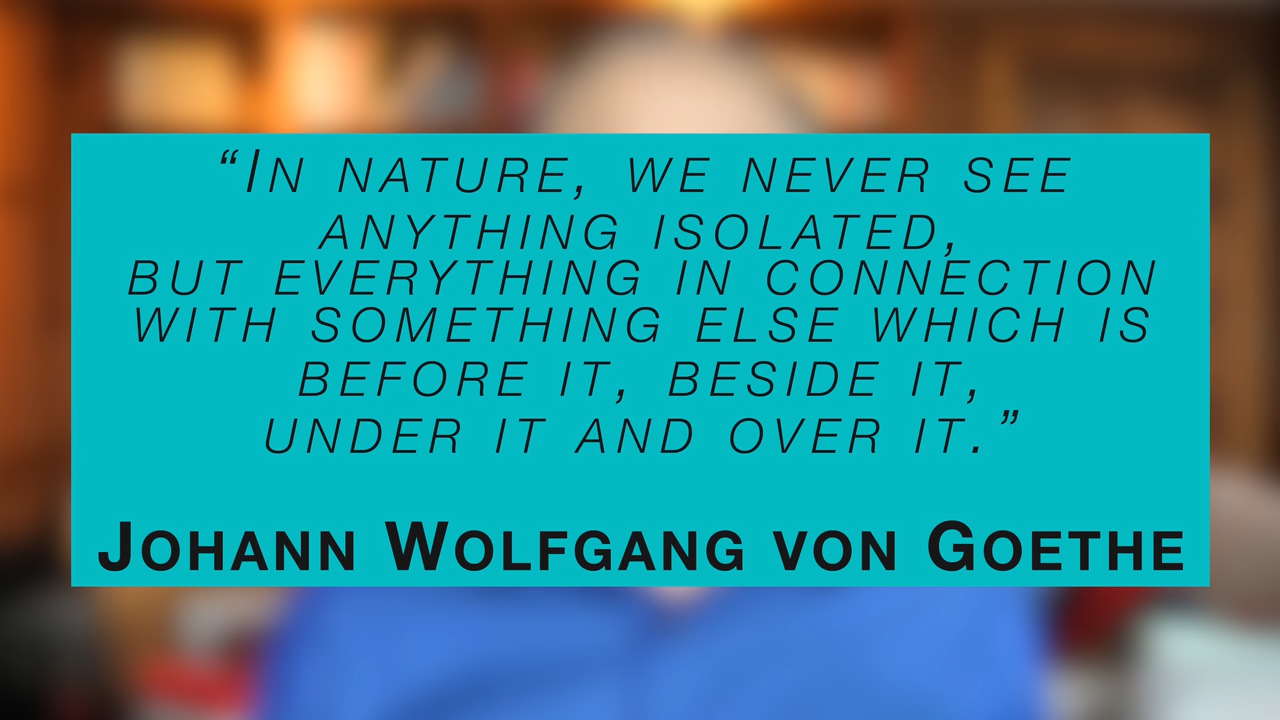 “In nature, we never see
anything isolated,
but everything in connection
with something else which is
before it, beside it,
under it and over it.”
Johann Wolfgang von Goethe